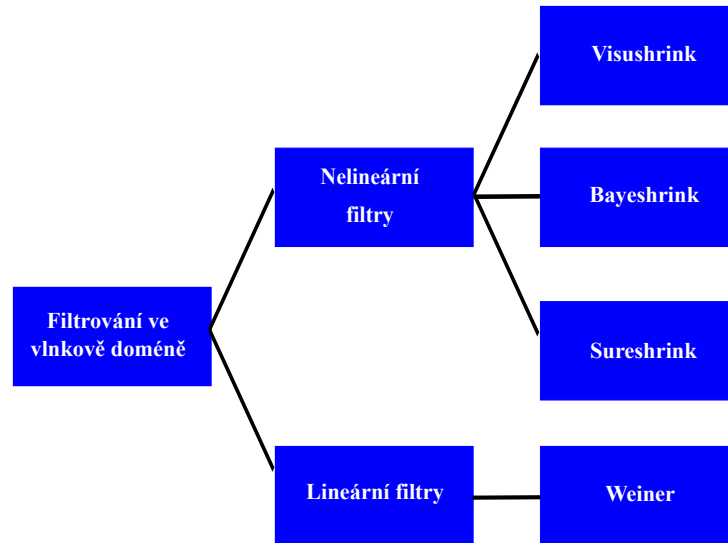 Filtrování ve
vlnkově doméně
Nelineární
filtry
Visushrink
Bayeshrink
Sureshrink
Lineární filtry
Weiner